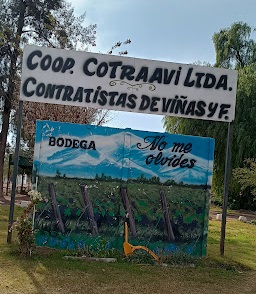 Coop. COTRAAVI LTDA.
CONTRATISTAS DE VIÑAS Y F.
BODEGA
No me
olvides